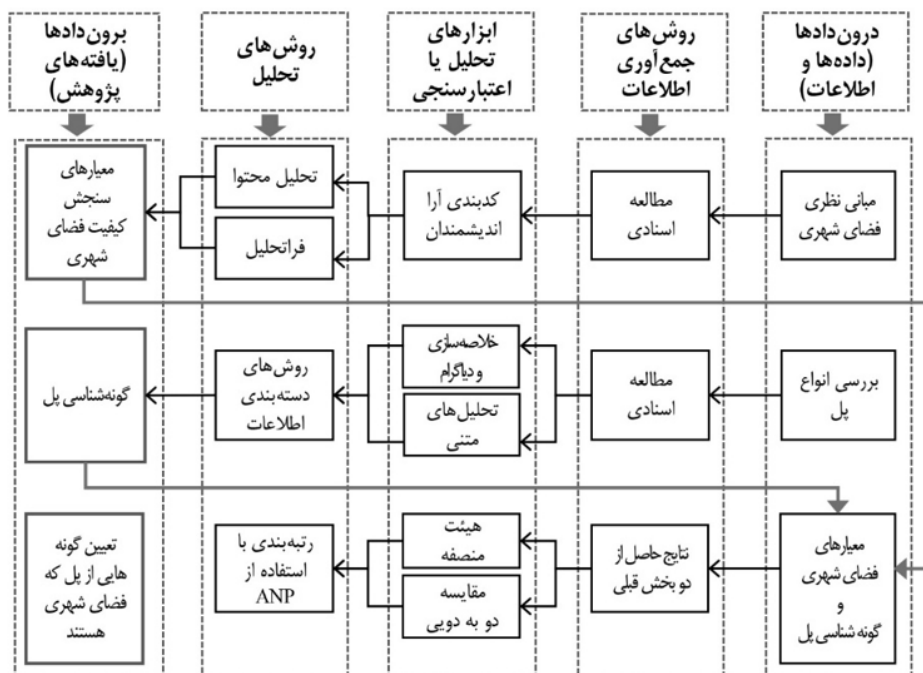 درون‌دادها
(داده‌ها و
اطلاعات)
روش‌های
جمع‌آوری
اطلاعات
ابزارهای
تحلیل یا
اعتبارسنجی
روش‌های
تحلیل
برون‌دادها
(یافته‌های
پژوهش)
مبانی نظری
فضای شهری
مطالعه
اسنادی
کدبندی آرا
اندیشمندان
تحلیل محتوا
فراتحلیل
معیارهای
سنجش
کیفیت فضای
شهری
بررسی انواع
پل
مطالعه
اسنادی
خلاصه‌سازی
و دیاگرام
تحلیل‌های
متنی
روش‌های
دسته‌بندی
اطلاعات
گونه‌شناسی پل
معیارهای
فضای شهری
و
گونه شناسی پل
نتایج حاصل از
دو بخش قبلی
هیئت
منصفه
مقایسه
دو به دویی
رتبه‌بندی با
استفاده از
ANP
تعیین گونه
هایی از پل که
فضای شهری
هستند